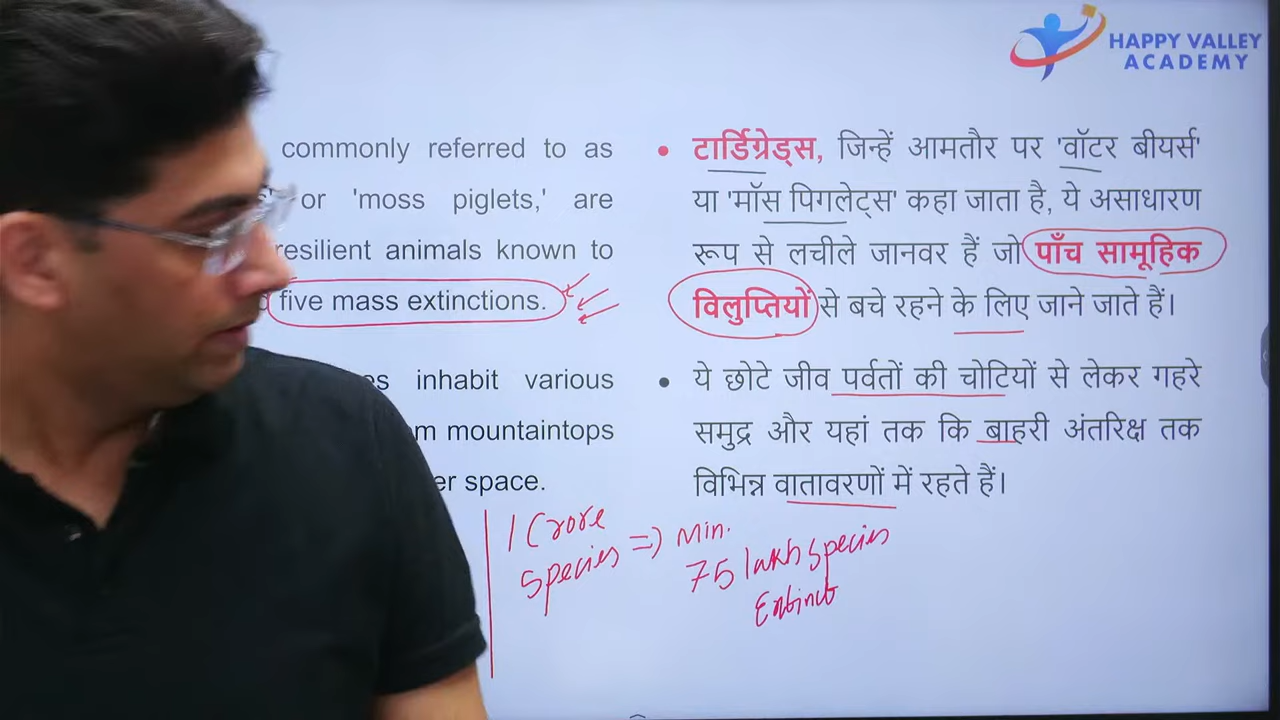 HAPPY VALLEY
ACADEMY
commonly referred to as
or 'moss piglets,' are
resilient animals known to
five mass extinctions.
inhabit various
mountaintops
space.
• टार्डिग्रेड्स, जिन्हें आमतौर पर 'वॉटर बीयर्स'
या 'मॉस पिगलेट्स' कहा जाता है, ये असाधारण
रूप से लचीले जानवर हैं जो पाँच सामूहिक
विलुप्तियों से बचे रहने के लिए जाने जाते हैं।
• ये छोटे जीव पर्वतों की चोटियों से लेकर गहरे
समुद्र और यहां तक कि बाहरी अंतरिक्ष तक
विभिन्न वातावरणों में रहते हैं।
1 Crore
species => Min.
75 lakh species
Extinct